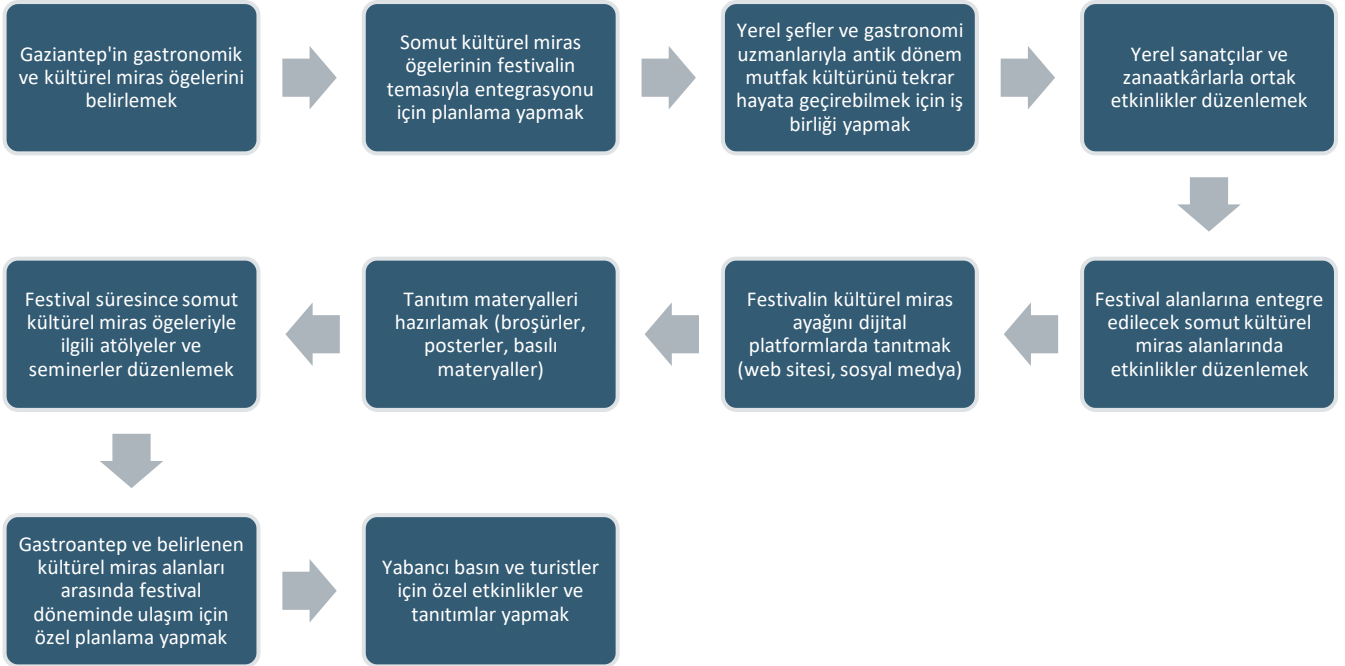 Gaziantep'in gastronomik
ve kültürel miras ögelerini
belirlemek
Somut kültürel miras
ögelerinin festivalin
temasıyla entegrasyonu
için planlama yapmak
Yerel şefler ve gastronomi
uzmanlarıyla antik dönem
mutfak kültürünü tekrar
hayata geçirebilmek için iş
birliği yapmak
Yerel sanatçılar ve
zanaatkârlarla ortak
etkinlikler düzenlemek
Festival alanlarına entegre
edilecek somut kültürel
miras alanlarında
etkinlikler düzenlemek
Festivalin kültürel miras
ayağını dijital
platformlarda tanıtmak
(web sitesi, sosyal medya)
Tanıtım materyalleri
hazırlamak (broşürler,
posterler, basılı
materyaller)
Festival süresince somut
kültürel miras ögeleriyle
ilgili atölyeler ve
seminerler düzenlemek
Gastroantep ve belirlenen
kültürel miras alanları
arasında festival
döneminde ulaşım için
özel planlama yapmak
Yabancı basın ve turistler
için özel etkinlikler ve
tanıtımlar yapmak